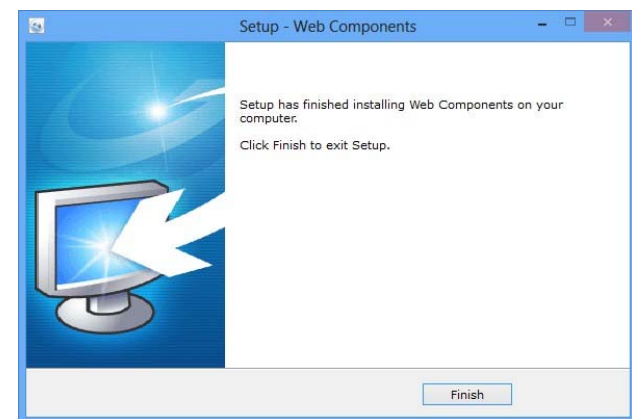 Setup - Web Components
Setup has finished installing Web Components on your
computer.
Click Finish to exit Setup.
Finish